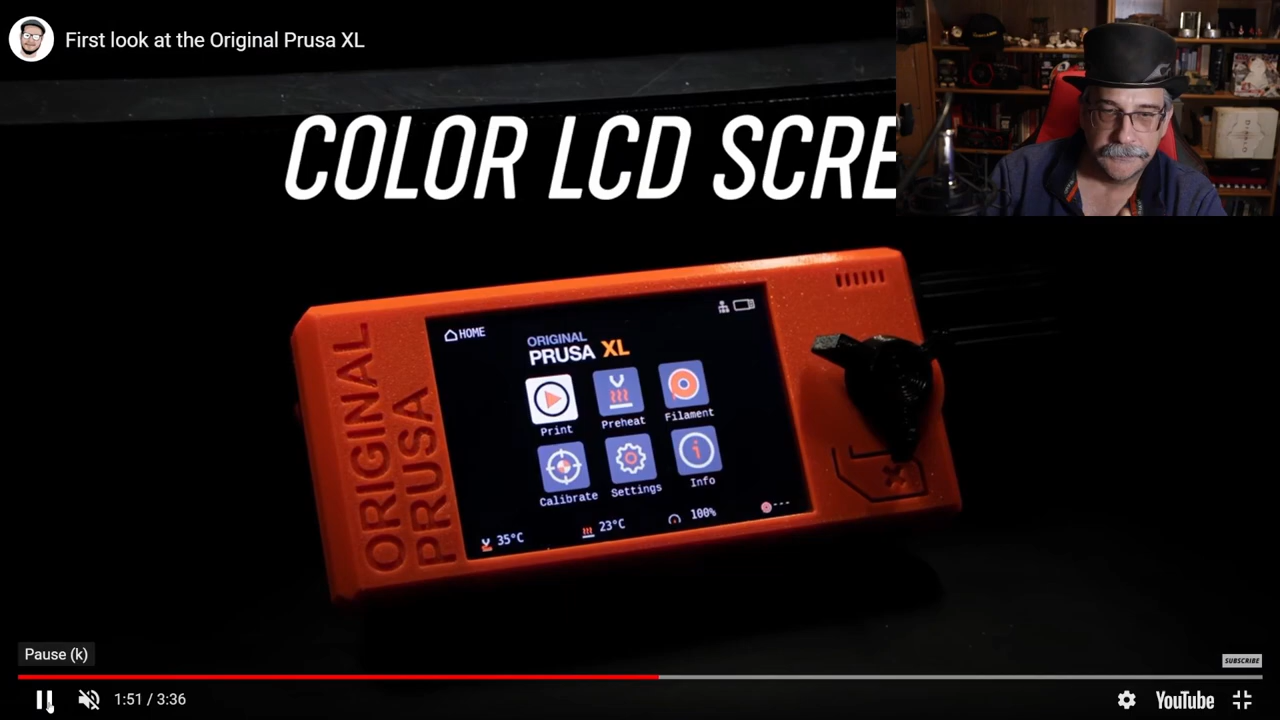 First look at the Original Prusa XL
COLOR LCD SCRE
ORIGINAL
PRUSA
HOME
ORIGINAL
PRUSA XL
Print
Preheat
Filament
Calibrate
Settings
Info
35°C
23°C
100%
---
Pause (k)
SUBSCRIBE
1:51 / 3:36
YouTube